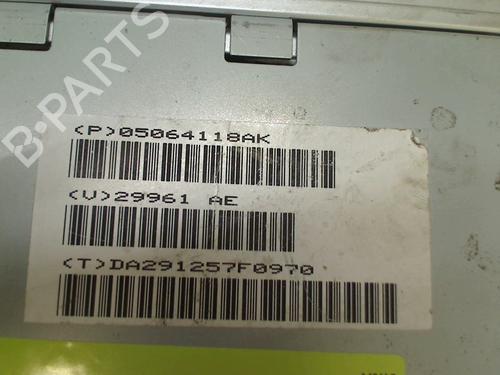 B-PARTS
(P)05064118AK
(V)29961 AE
(T)DA291257F0970